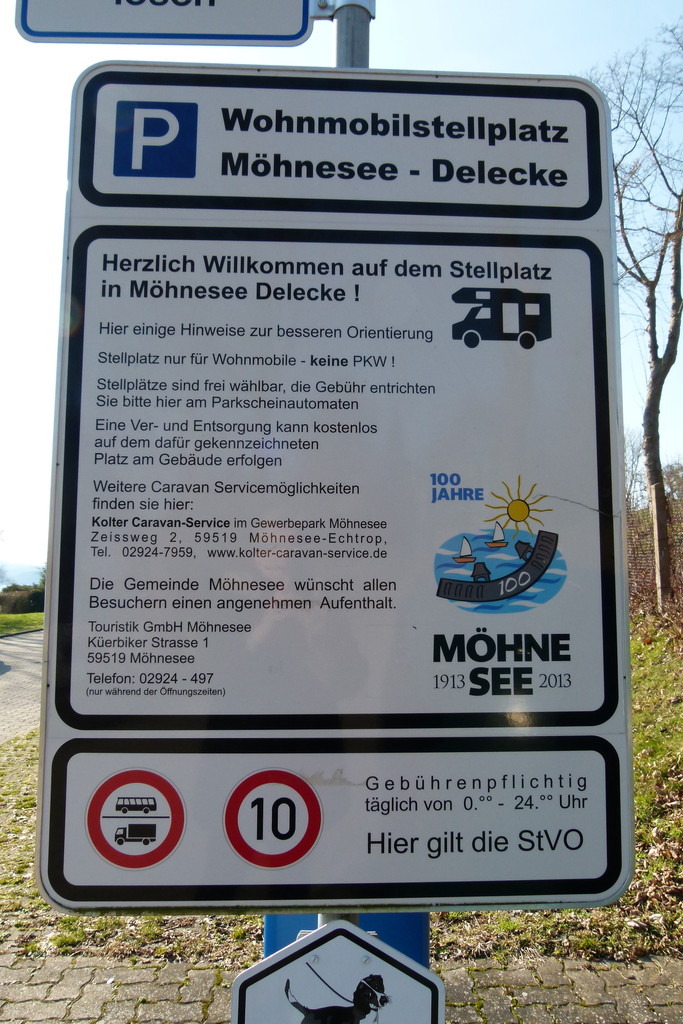 lösen
P
Wohnmobilstellplatz
Möhnesee - Delecke
Herzlich Willkommen auf dem Stellplatz
in Möhnesee Delecke !
Hier einige Hinweise zur besseren Orientierung
Stellplatz nur für Wohnmobile - keine PKW !
Stellplätze sind frei wählbar, die Gebühr entrichten
Sie bitte hier am Parkscheinautomaten
Eine Ver- und Entsorgung kann kostenlos
auf dem dafür gekennzeichneten
Platz am Gebäude erfolgen
Weitere Caravan Servicemöglichkeiten
finden sie hier:
Kolter Caravan-Service im Gewerbepark Möhnesee
Zeissweg 2, 59519 Möhnesee-Echtrop,
Tel. 02924-7959, www.kolter-caravan-service.de
Die Gemeinde Möhnesee wünscht allen
Besuchern einen angenehmen Aufenthalt.
Touristik GmbH Möhnesee
Küerbiker Strasse 1
59519 Möhnesee
Telefon: 02924 - 497
(nur während der Öffnungszeiten)
100
JAHRE
100
MÖHNE
1913 SEE 2013
10
Gebührenpflichtig
täglich von 0.°° - 24.°° Uhr
Hier gilt die StVO